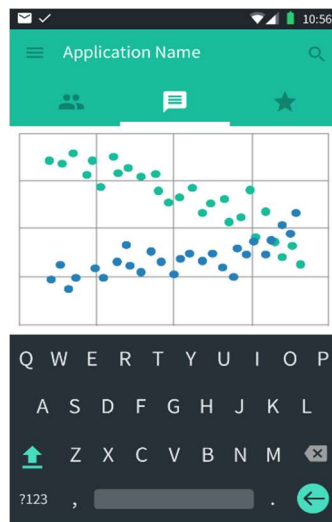 10:56
Application Name
Q W E R T Y U I O P
A S D F G H J K L
Z X C V B N M
?123 , .